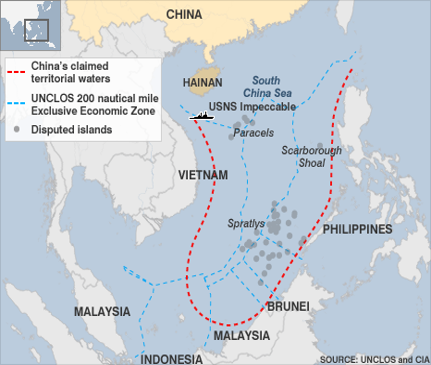 CHINA
China's claimed
territorial waters
UNCLOS 200 nautical mile
Exclusive Economic Zone
Disputed islands
HAINAN
South
China Sea
USNS Impeccable
Paracels
Scarborough
Shoal
VIETNAM
Spratlys
PHILIPPINES
MALAYSIA
BRUNEI
MALAYSIA
INDONESIA
SOURCE: UNCLOS and CIA